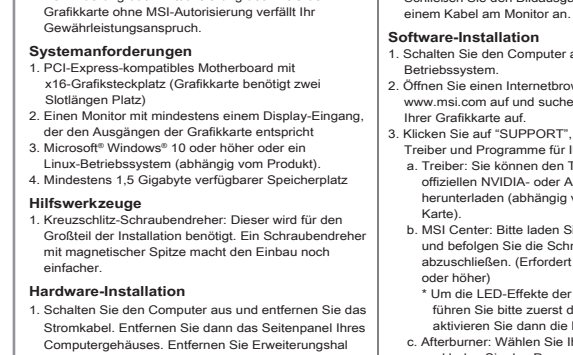 Grafikkarte ohne MSI-Autorisierung verfällt Ihr
Gewährleistungsanspruch.
Systemanforderungen
1. PCI-Express-kompatibles Motherboard mit
x16-Grafiksteckplatz (Grafikkarte benötigt zwei
Slotlängen Platz)
2. Einen Monitor mit mindestens einem Display-Eingang,
der den Ausgängen der Grafikkarte entspricht
3. Microsoft® Windows® 10 oder höher oder ein
Linux-Betriebssystem (abhängig vom Produkt).
4. Mindestens 1,5 Gigabyte verfügbarer Speicherplatz
Hilfswerkzeuge
1. Kreuzschlitz-Schraubendreher: Dieser wird für den
Großteil der Installation benötigt. Ein Schraubendreher
mit magnetischer Spitze macht den Einbau noch
einfacher.
Hardware-Installation
1. Schalten Sie den Computer aus und entfernen Sie das
Stromkabel. Entfernen Sie dann das Seitenpanel Ihres
Computergehäuses. Entfernen Sie Erweiterungshal
einem Kabel am Monitor an.
Software-Installation
1. Schalten Sie den Computer
Betriebssystem.
2. Öffnen Sie einen Internetbrow
www.msi.com auf und suche
Ihrer Grafikkarte auf.
3. Klicken Sie auf "SUPPORT",
Treiber und Programme für I
a. Treiber: Sie können den T
offiziellen NVIDIA- oder A
herunterladen (abhängig
Karte).
b. MSI Center: Bitte laden Si
und befolgen Sie die Schr
abzuschließen. (Erfordert
oder höher)
* Um die LED-Effekte der
führen Sie bitte zuerst d
aktivieren Sie dann die
c. Afterburner: Wählen Sie Ih